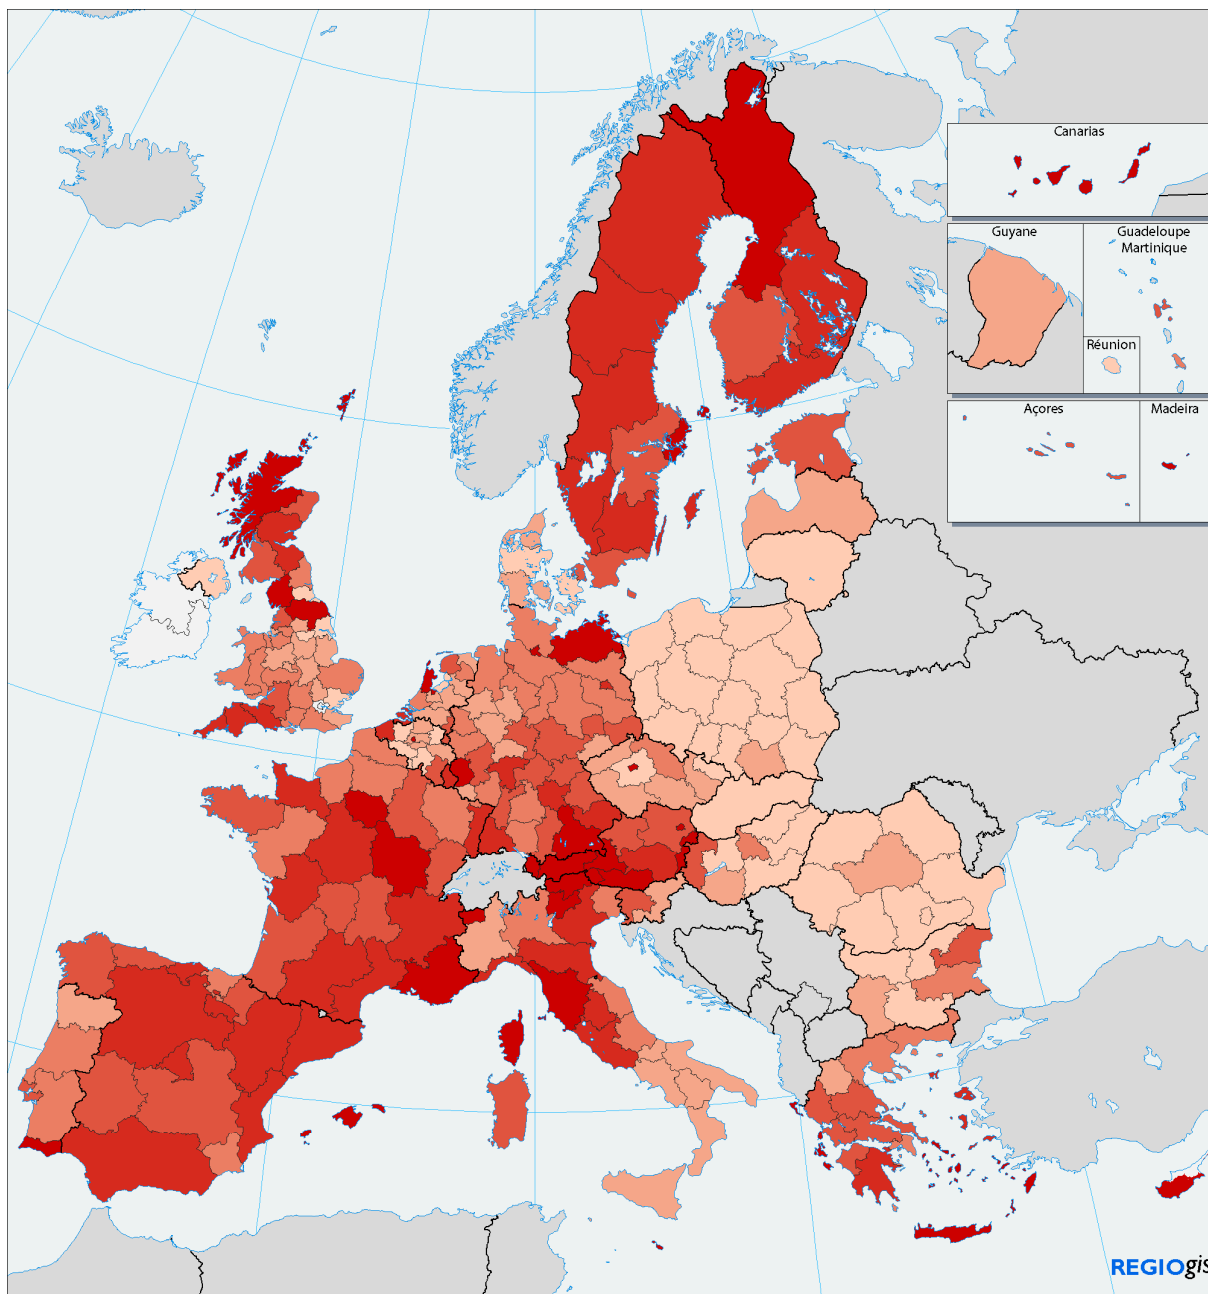 Canarias
Guyane
Guadeloupe
Martinique
Réunion
Açores
Madeira
REGIOgis